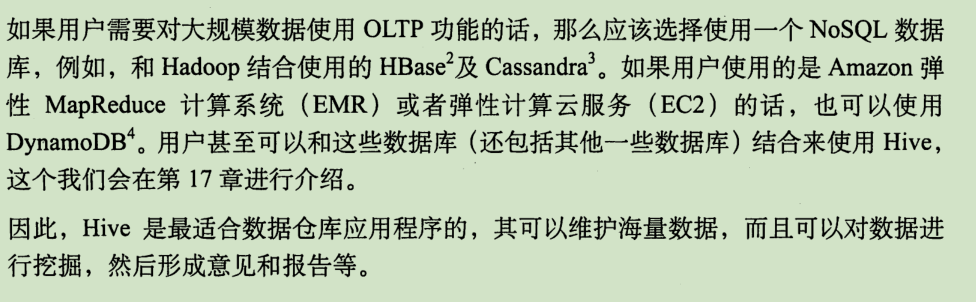 如果用户需要对大规模数据使用 OLTP 功能的话，那么应该选择使用一个 NoSQL 数据
库，例如，和 Hadoop 结合使用的 HBase²及 Cassandra³。如果用户使用的是 Amazon 弹
性 MapReduce 计算系统（EMR）或者弹性计算云服务（EC2）的话，也可以使用
DynamoDB⁴。用户甚至可以和这些数据库（还包括其他一些数据库）结合来使用 Hive，
这个我们会在第 17 章进行介绍。
因此，Hive 是最适合数据仓库应用程序的，其可以维护海量数据，而且可以对数据进
行挖掘，然后形成意见和报告等。